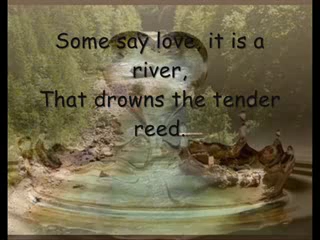 Some say love, it is a
river,
That drowns the tender
reed.